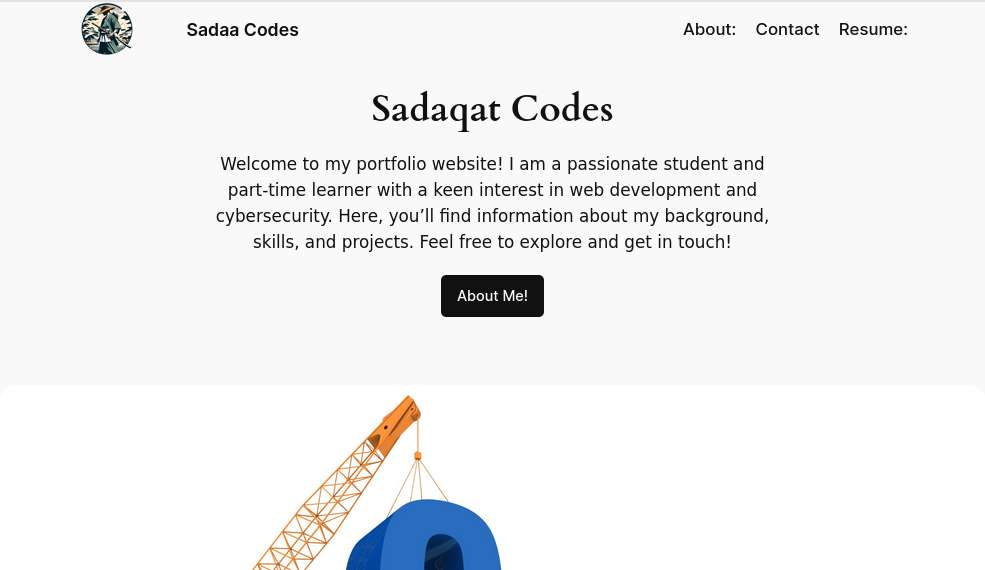 Sadaa Codes
About:
Contact
Resume:
Sadaqat Codes
Welcome to my portfolio website! I am a passionate student and
part-time learner with a keen interest in web development and
cybersecurity. Here, you’ll find information about my background,
skills, and projects. Feel free to explore and get in touch!
About Me!